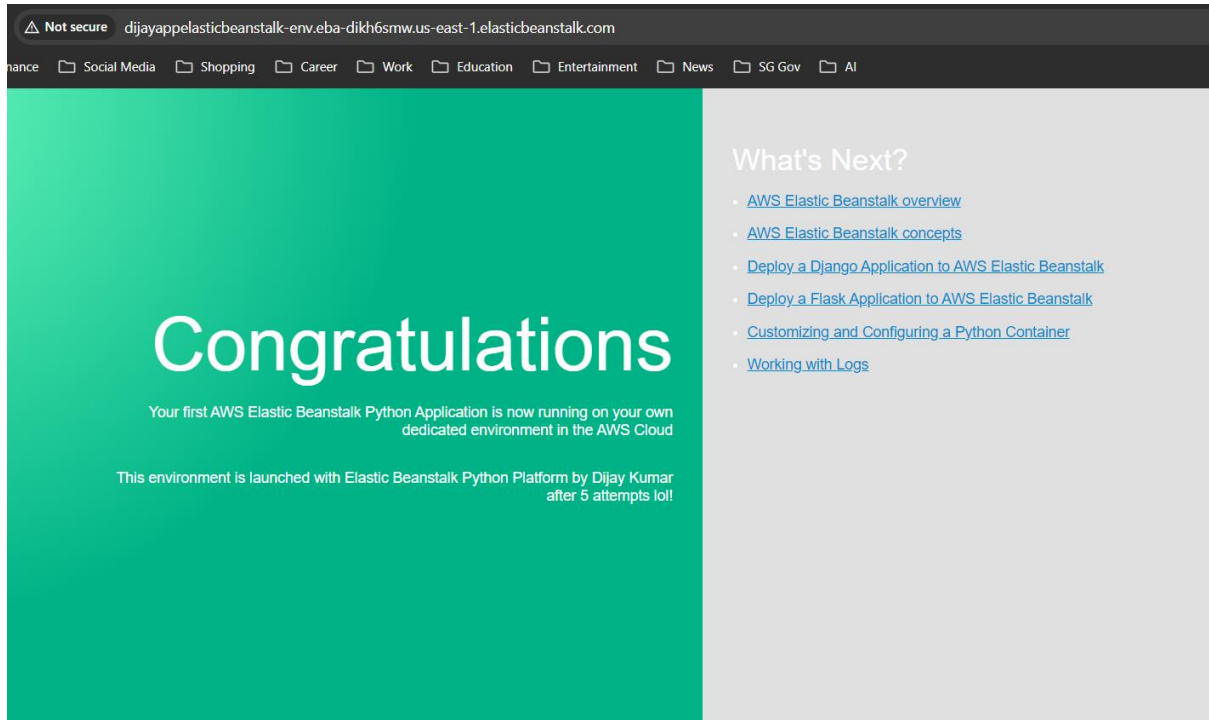 Not secure dijayappelasticbeanstalk-env.eba-dikh6smw.us-east-1.elasticbeanstalk.com
nance Social Media Shopping Career Work Education Entertainment News SG Gov AI
Congratulations
Your first AWS Elastic Beanstalk Python Application is now running on your own
dedicated environment in the AWS Cloud
This environment is launched with Elastic Beanstalk Python Platform by Dijay Kumar
after 5 attempts lol!
What's Next?
AWS Elastic Beanstalk overview
AWS Elastic Beanstalk concepts
Deploy a Django Application to AWS Elastic Beanstalk
Deploy a Flask Application to AWS Elastic Beanstalk
Customizing and Configuring a Python Container
Working with Logs